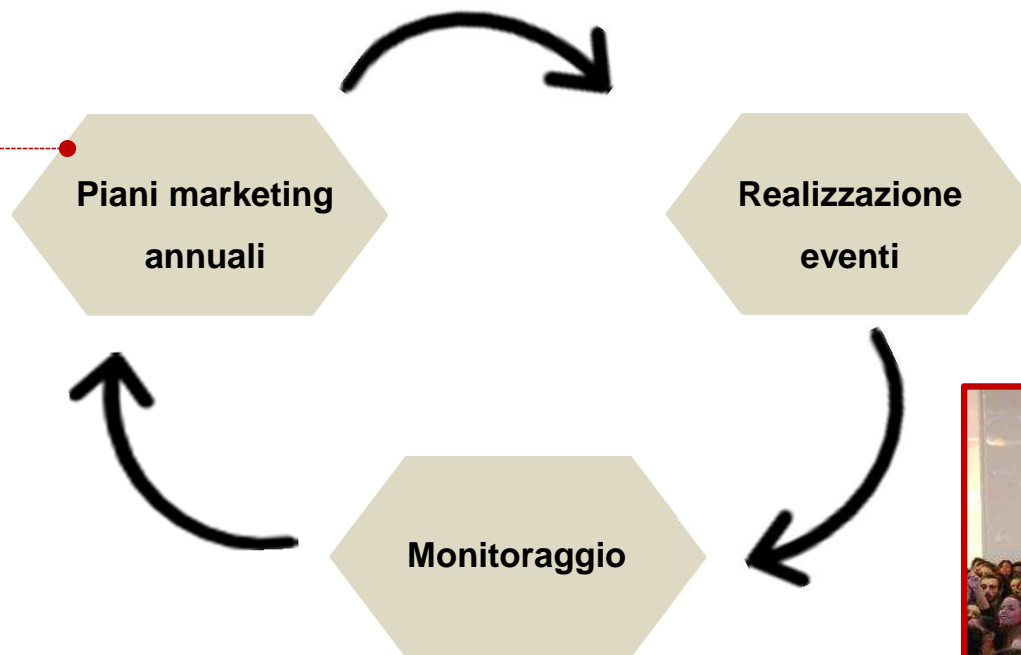 Piani marketing
annuali
Realizzazione
eventi
Monitoraggio